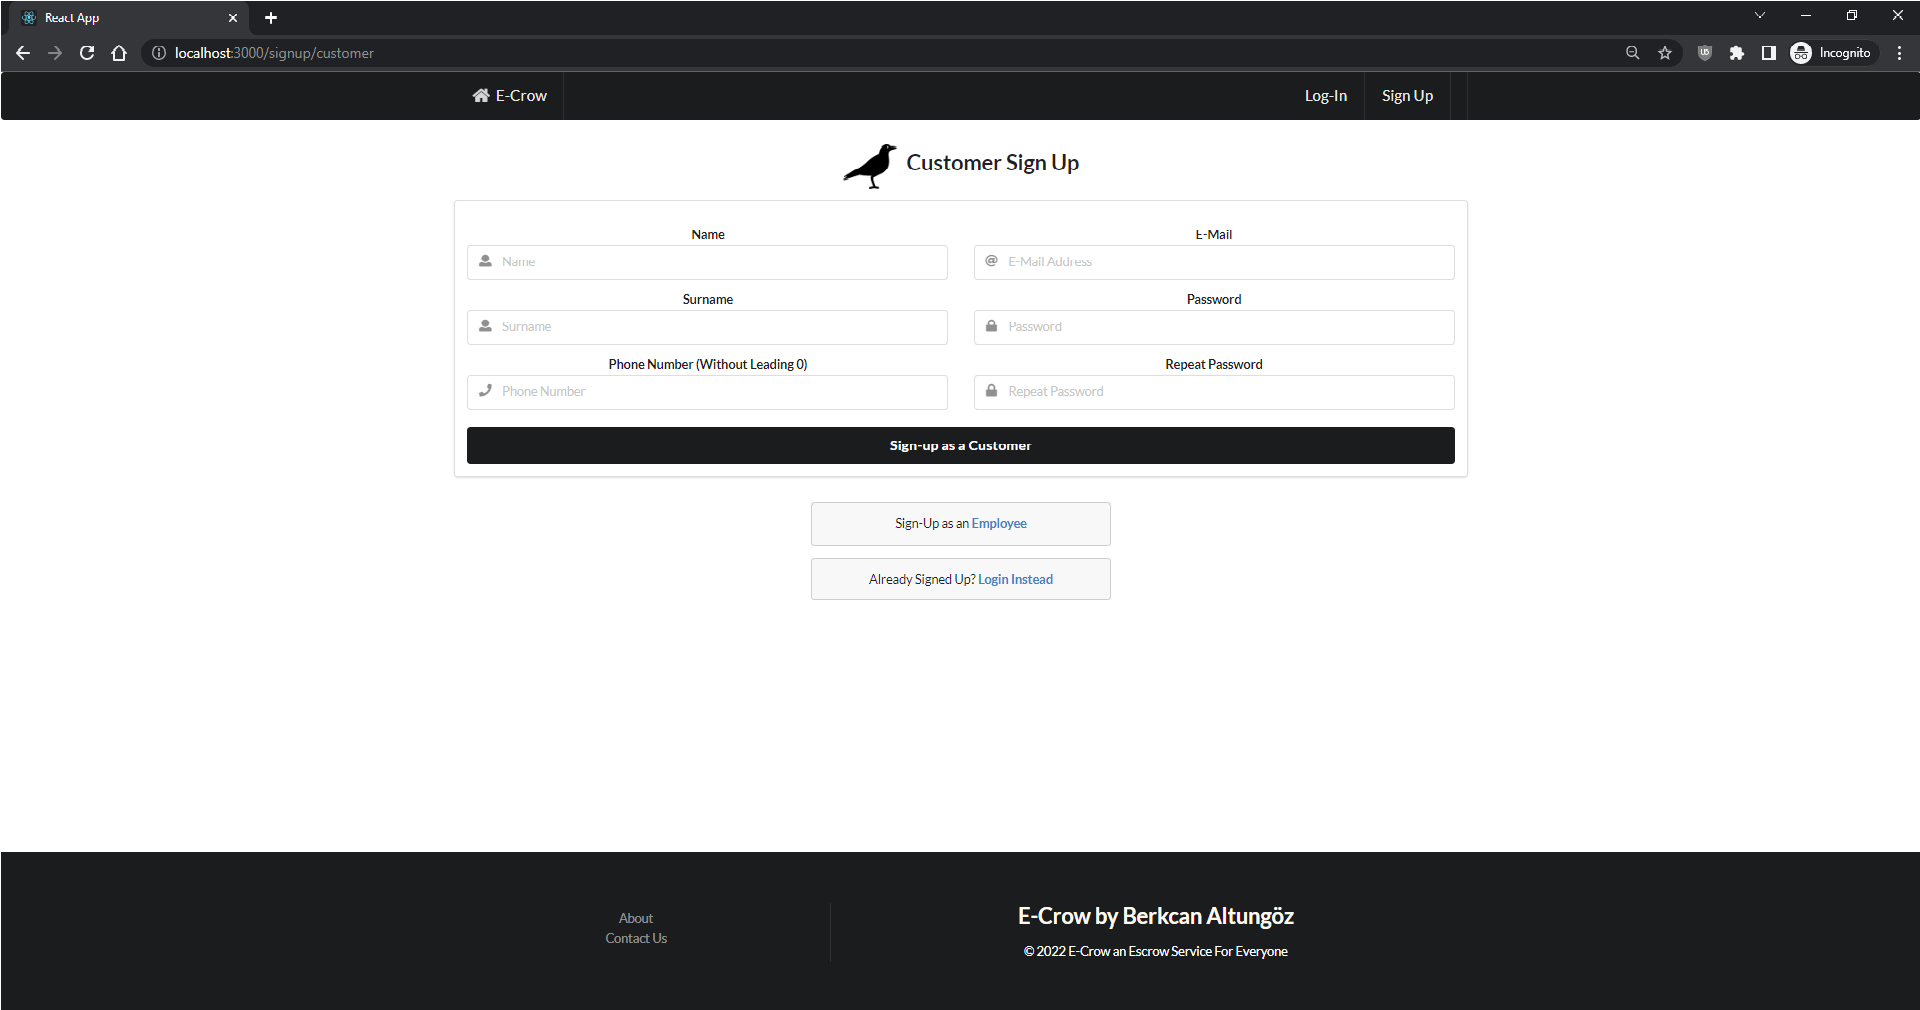 React App
localhost:3000/signup/customer
Incognito
E-Crow
Log-In
Sign Up
Customer Sign Up
Name
E-Mail
Name
E-Mail Address
Surname
Password
Surname
Password
Phone Number (Without Leading 0)
Repeat Password
Phone Number
Repeat Password
Sign-up as a Customer
Sign-Up as an Employee
Already Signed Up? Login Instead
About
Contact Us
E-Crow by Berkcan Altungöz
© 2022 E-Crow an Escrow Service For Everyone